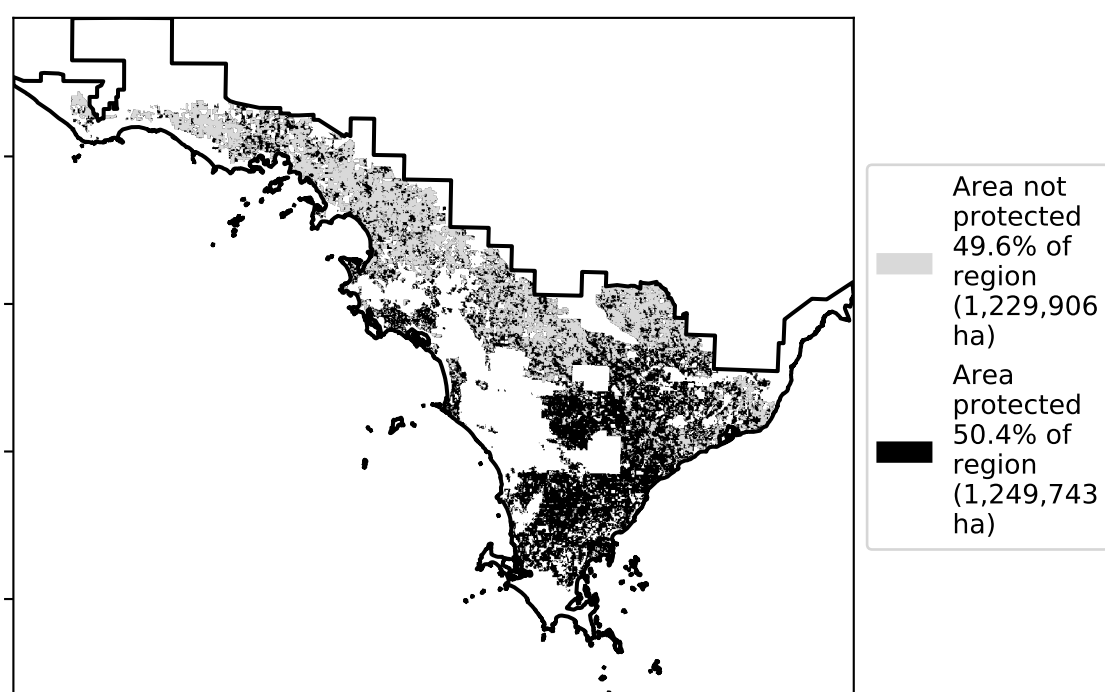 Area not
protected
49.6% of
region
(1,229,906
ha)
Area
protected
50.4% of
region
(1,249,743
ha)